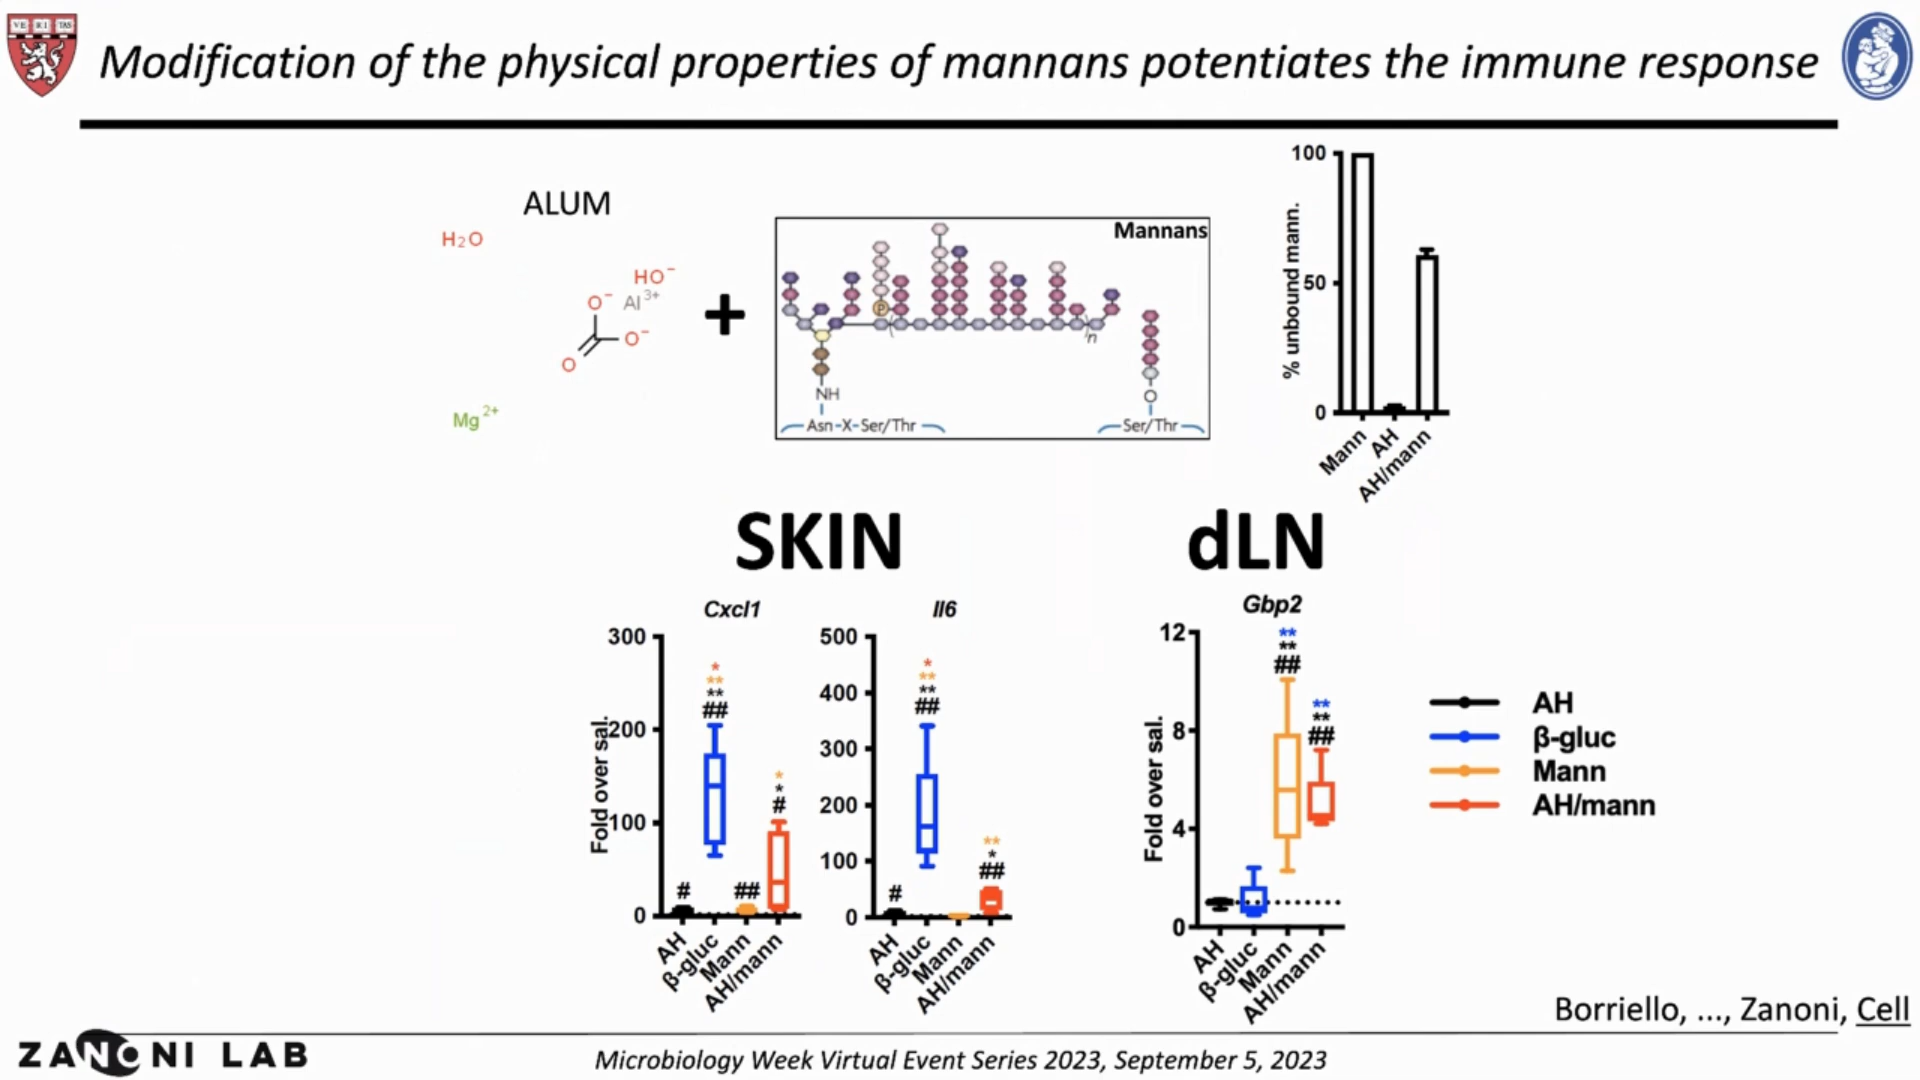 VE RI TAS
Modification of the physical properties of mannans potentiates the immune response
ALUM
H₂O
HO⁻
O⁻ Al³⁺
O⁻
O
Mg²⁺
+
Mannans
P
n
NH
O
Asn-X-Ser/Thr
Ser/Thr
% unbound mann.
100
50
0
Mann
AH
AH/mann
SKIN
dLN
Cxcl1
Fold over sal.
300
200
100
0
#
*
**
**
##
##
*
*
#
AH
β-gluc
Mann
AH/mann
Il6
500
400
300
200
100
0
#
*
**
**
##
**
*
##
AH
β-gluc
Mann
AH/mann
Gbp2
Fold over sal.
12
8
4
0
**
**
##
**
**
##
AH
β-gluc
Mann
AH/mann
AH
β-gluc
Mann
AH/mann
Borriello, ..., Zanoni, Cell
ZANONI LAB
Microbiology Week Virtual Event Series 2023, September 5, 2023